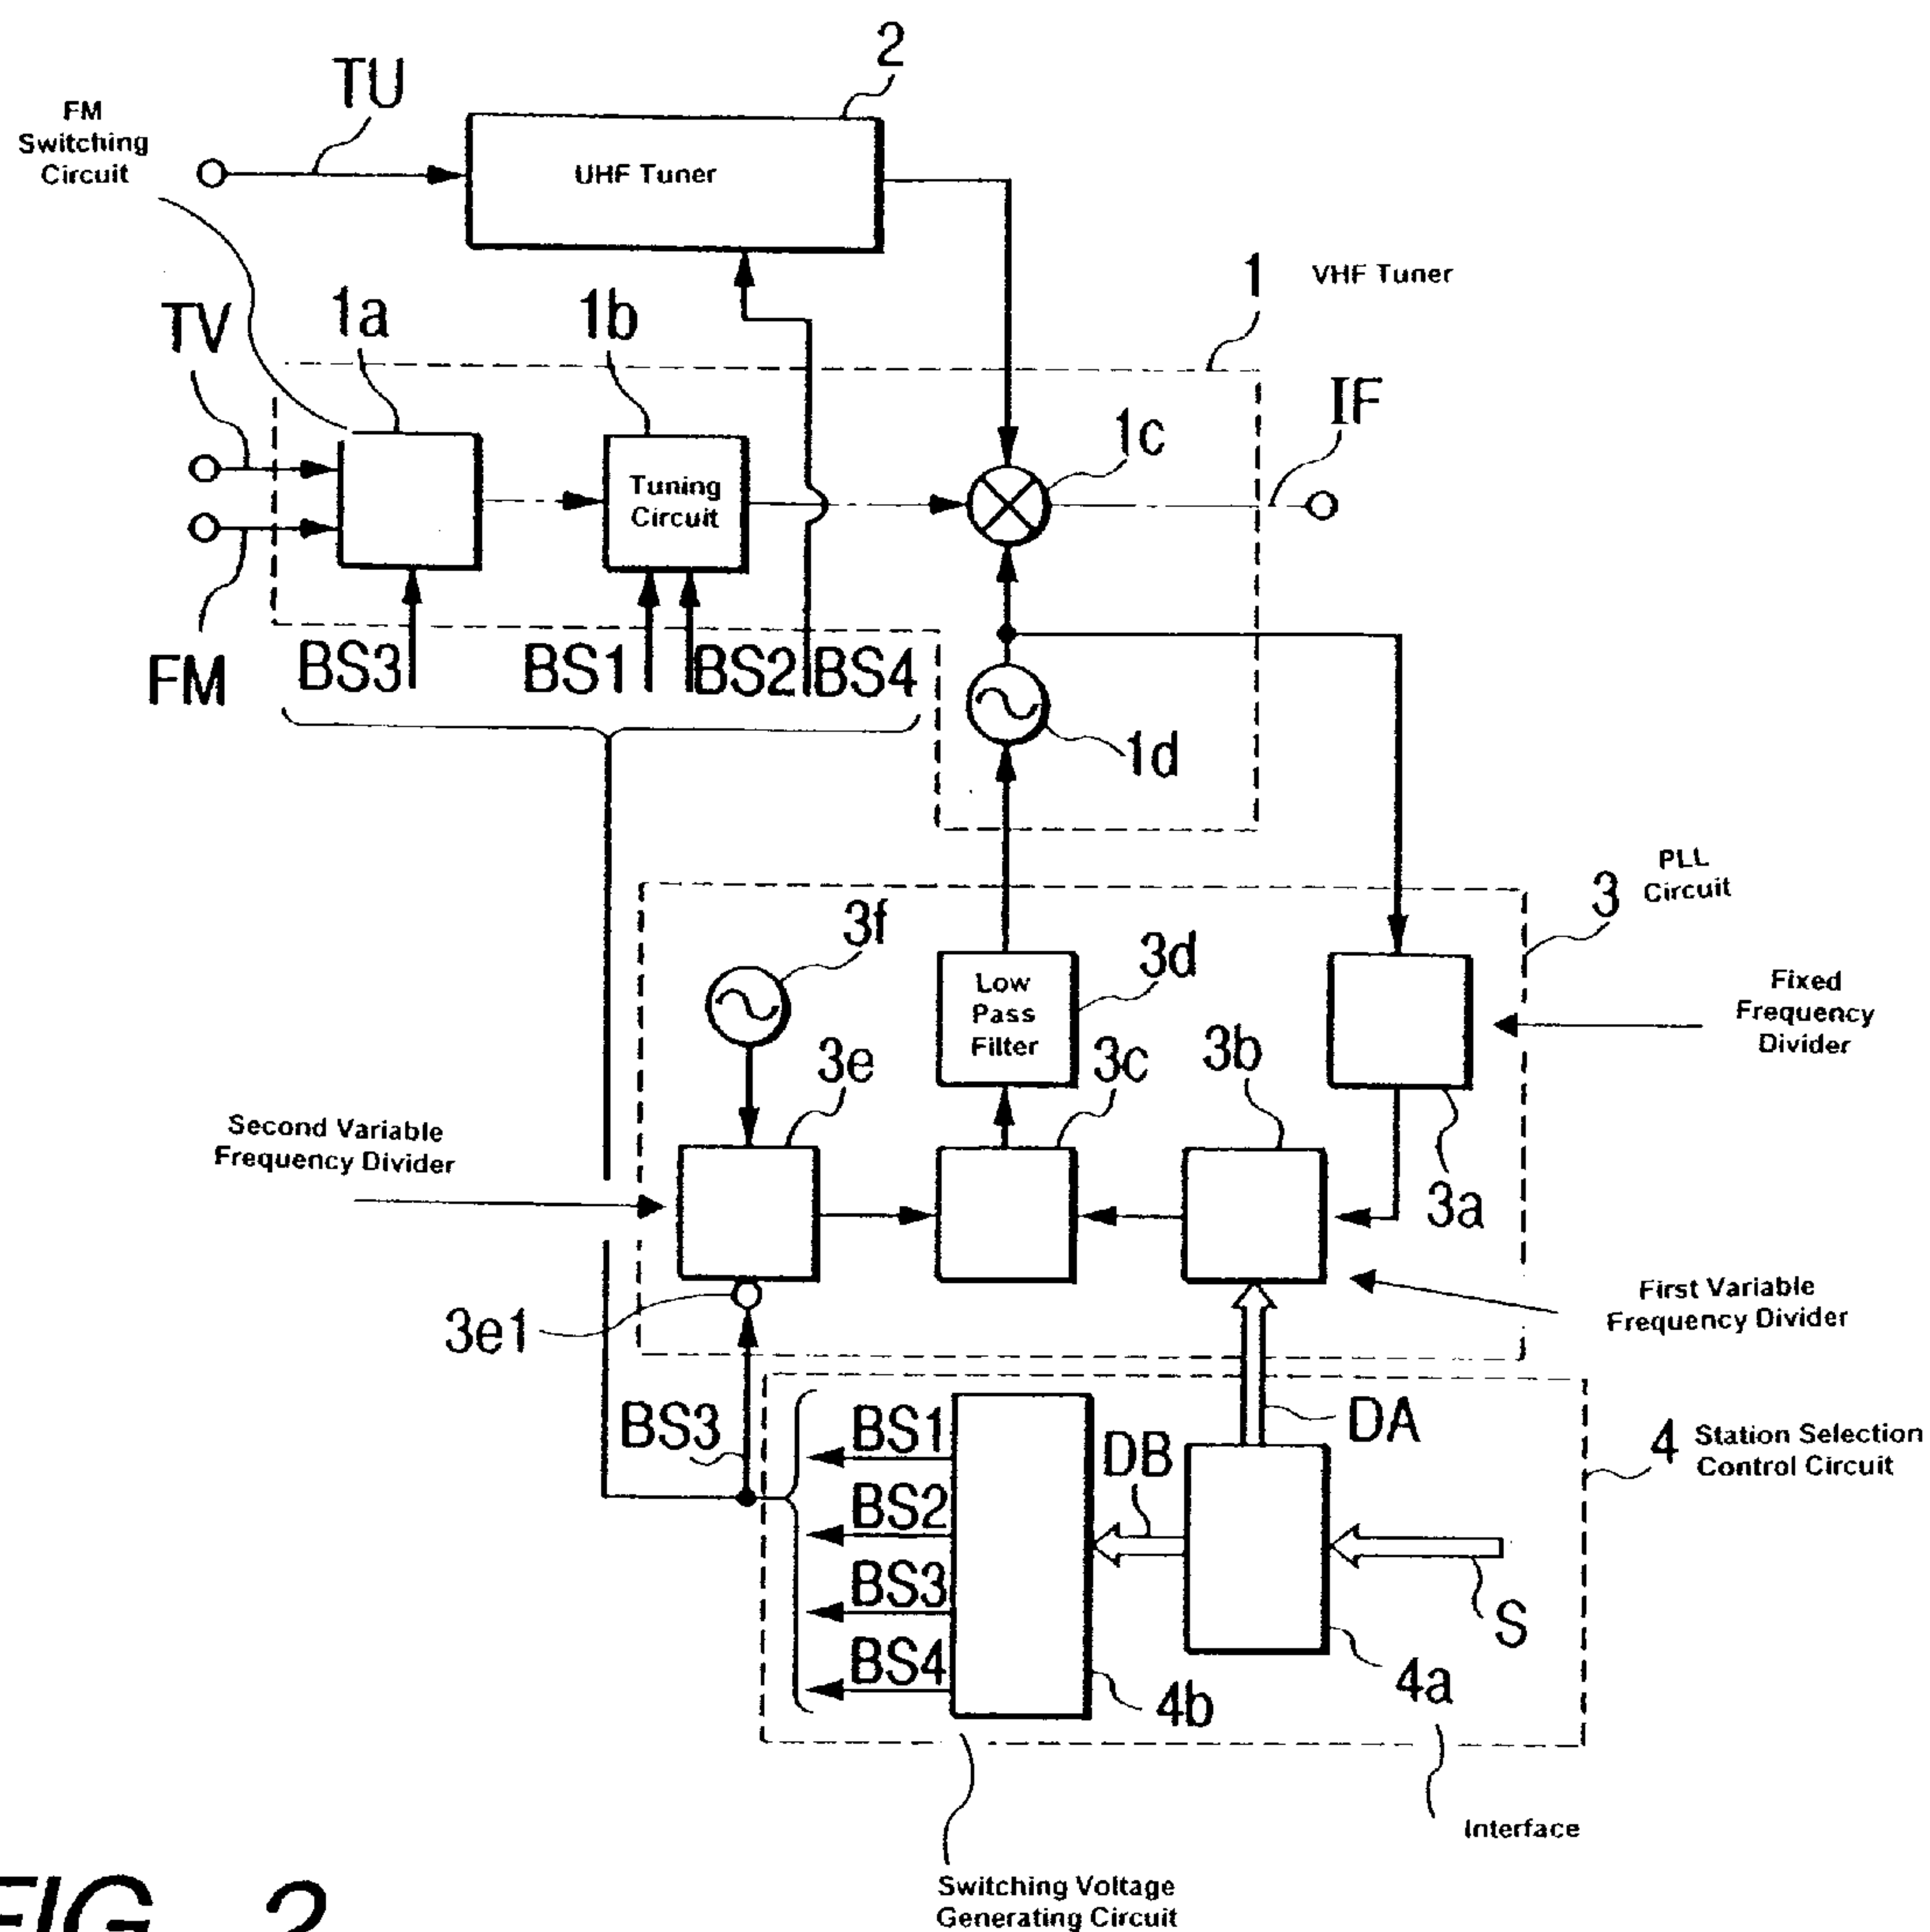 2
TU
FM
Switching
Circuit
UHF Tuner
1 VHF Tuner
TV
1a
1b
IF
1c
Tuning
Circuit
FM
BS3
BS1
BS2
BS4
1d
PLL
Circuit
3
3f
3d
Low
Pass
Filter
Fixed
Frequency
Divider
3e
3c
3b
Second Variable
Frequency Divider
3a
First Variable
Frequency Divider
3e1
BS3
BS1
DB
DA
4 Station Selection
Control Circuit
BS2
BS3
S
BS4
4b
4a
Interface
Switching Voltage
Generating Circuit
FIG. 2